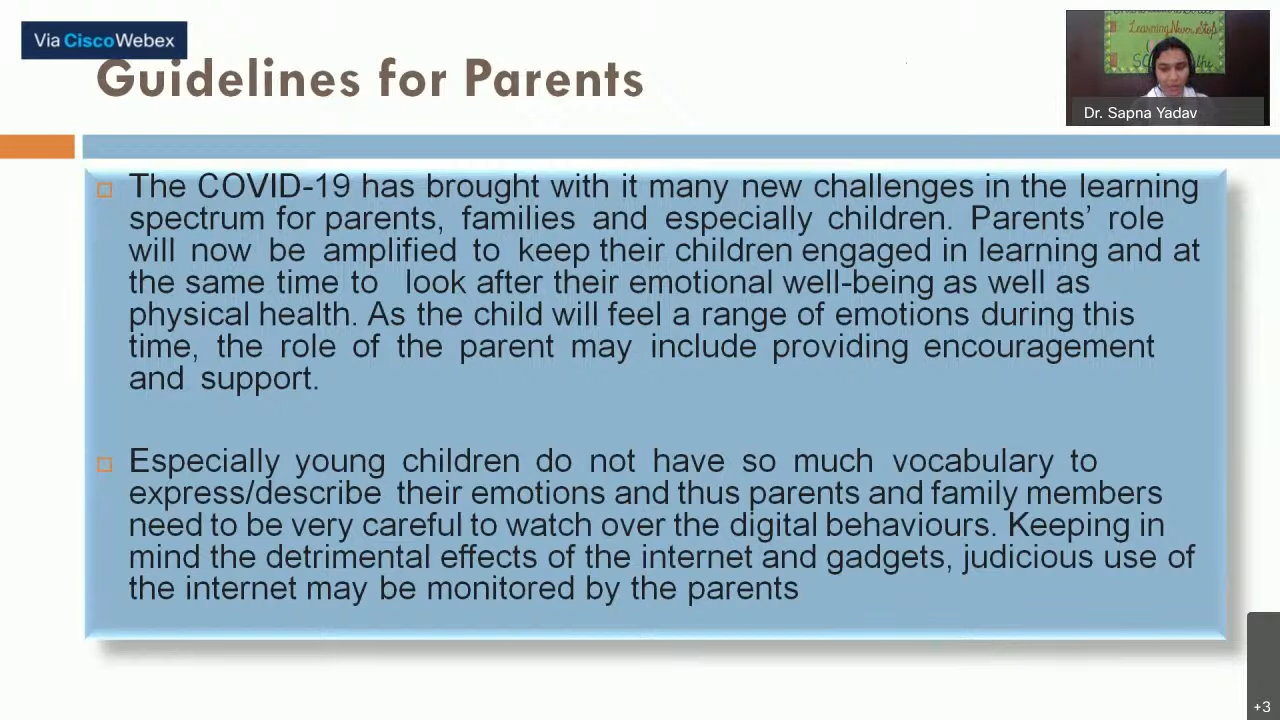 Via CiscoWebex
Guidelines for Parents
Learning Never Stop
Dr. Sapna Yadav
The COVID-19 has brought with it many new challenges in the learning
spectrum for parents, families and especially children. Parents’ role
will now be amplified to keep their children engaged in learning and at
the same time to look after their emotional well-being as well as
physical health. As the child will feel a range of emotions during this
time, the role of the parent may include providing encouragement
and support.
Especially young children do not have so much vocabulary to
express/describe their emotions and thus parents and family members
need to be very careful to watch over the digital behaviours. Keeping in
mind the detrimental effects of the internet and gadgets, judicious use of
the internet may be monitored by the parents
+3